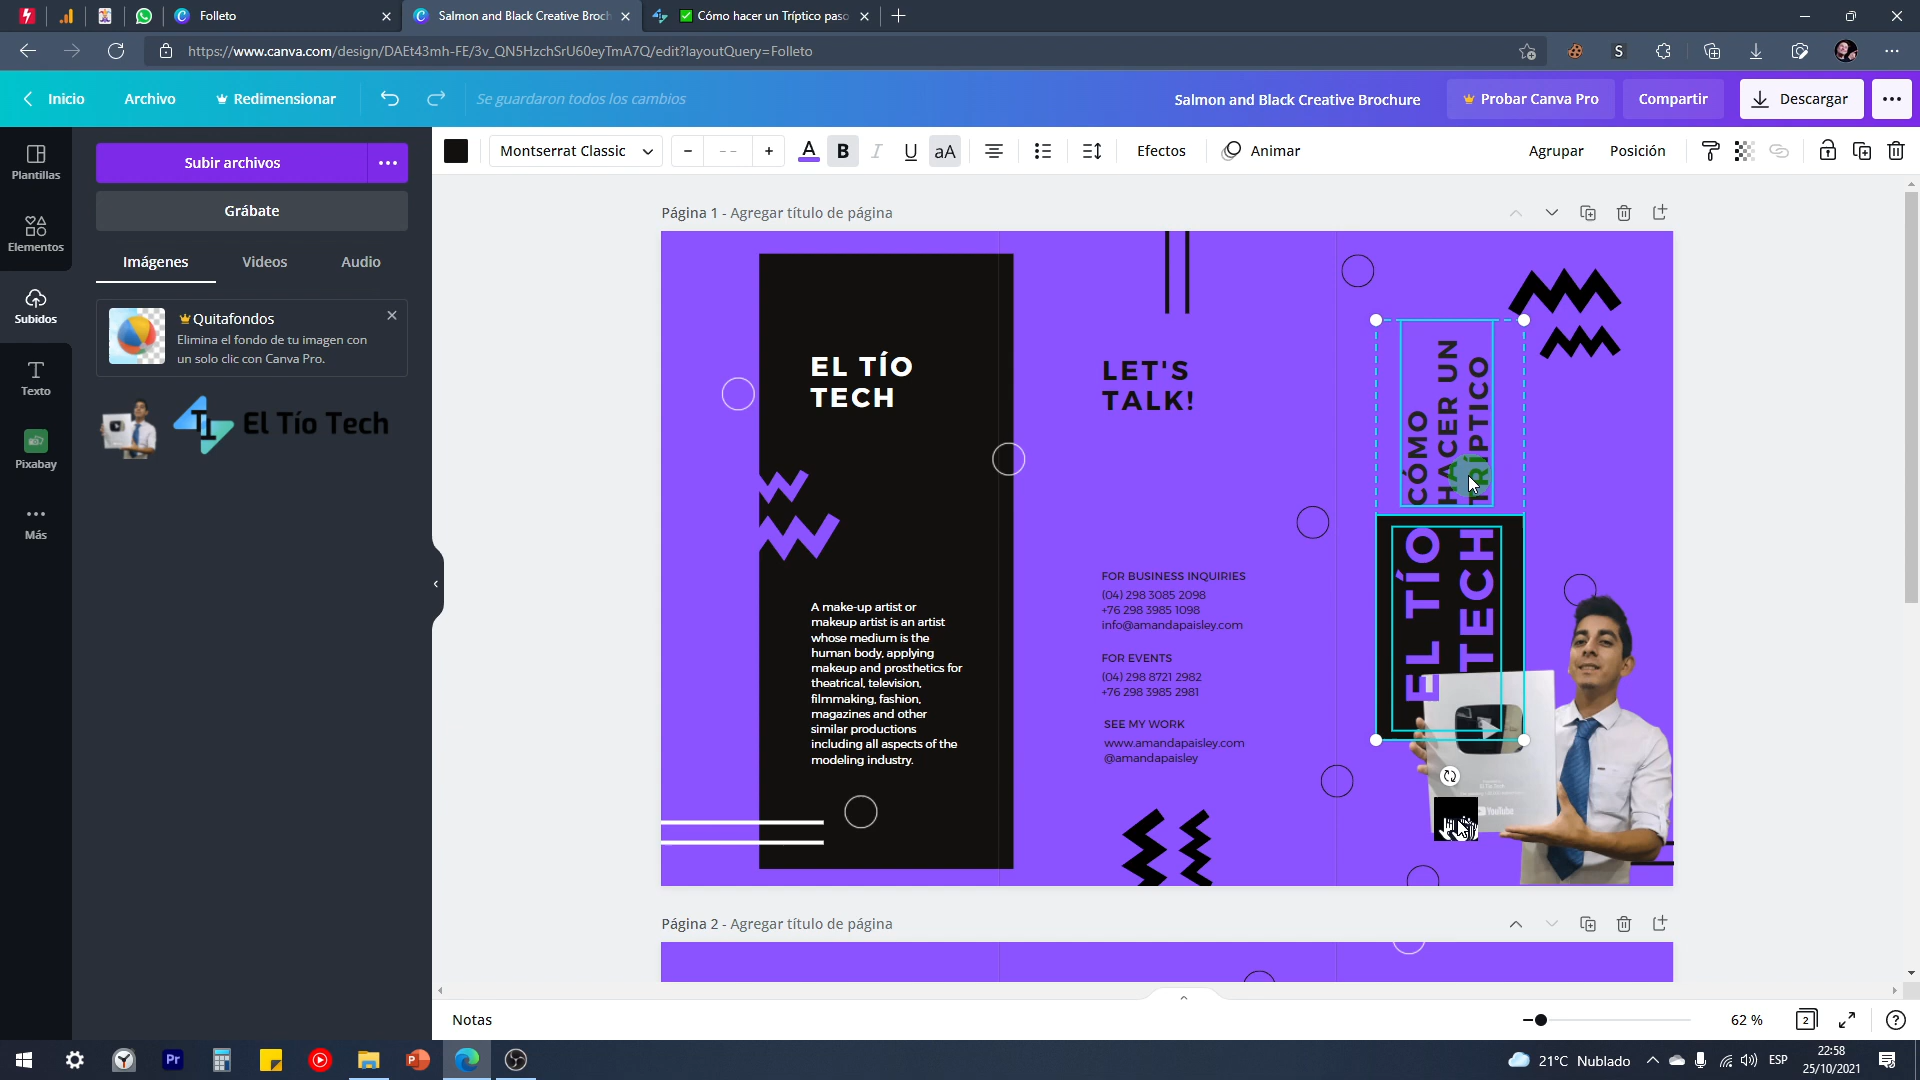 Folleto
Salmon and Black Creative Broch
Cómo hacer un Tríptico paso
https://www.canva.com/design/DAEt43mh-FE/3v_QN5HzchSrU60eyTmA7Q/edit?layoutQuery=Folleto
Inicio
Archivo
Redimensionar
Se guardaron todos los cambios
Salmon and Black Creative Brochure
Probar Canva Pro
Compartir
Descargar
Plantillas
Elementos
Subidos
Texto
Pixabay
Más
Subir archivos
Grábate
Imágenes
Videos
Audio
Quitafondos
Elimina el fondo de tu imagen con
un solo clic con Canva Pro.
El Tío Tech
Montserrat Classic
- -
+
A
B
I
U
aA
Efectos
Animar
Agrupar
Posición
Página 1 - Agregar título de página
EL TÍO
TECH
A make-up artist or
makeup artist is an artist
whose medium is the
human body, applying
makeup and prosthetics for
theatrical, television,
filmmaking, fashion,
magazines and other
similar productions
including all aspects of the
modeling industry.
LET'S
TALK!
FOR BUSINESS INQUIRIES
(04) 298 3085 2098
+76 298 3985 1098
info@amandapaisley.com
FOR EVENTS
(04) 298 8721 2982
+76 298 3985 2981
SEE MY WORK
www.amandapaisley.com
@amandapaisley
CÓMO
HACER UN
TRÍPTICO
EL TÍO
TECH
YouTube
Página 2 - Agregar título de página
Notas
62 %
2
21°C Nublado
ESP
22:58
25/10/2021